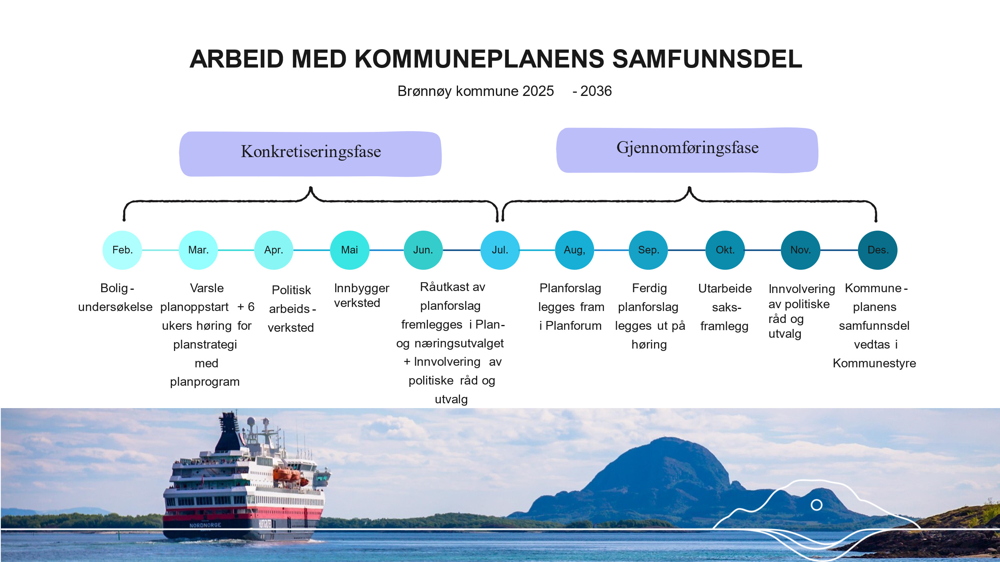 ARBEID MED KOMMUNEPLANENS SAMFUNNSDEL
Brønnøy kommune 2025 - 2036
Konkretiseringsfase
Gjennomføringsfase
Feb.
Mar.
Apr.
Mai
Jun.
Jul.
Aug,
Sep.
Okt.
Nov.
Des.
Bolig-
undersøkelse
Varsle
planoppstart + 6
ukers høring for
planstrategi
med
planprogram
Politisk
arbeids-
verksted
Innbygger
verksted
Råutkast av
planforslag
fremlegges i Plan-
og næringsutvalget
+ Innvolvering av
politiske råd og
utvalg
Planforslag
legges fram
i Planforum
Ferdig
planforslag
legges ut på
høring
Utarbeide
saks-
framlegg
Innvolvering
av politiske
råd og
utvalg
Kommune-
planens
samfunnsdel
vedtas i
Kommunestyre
NORDNORGE